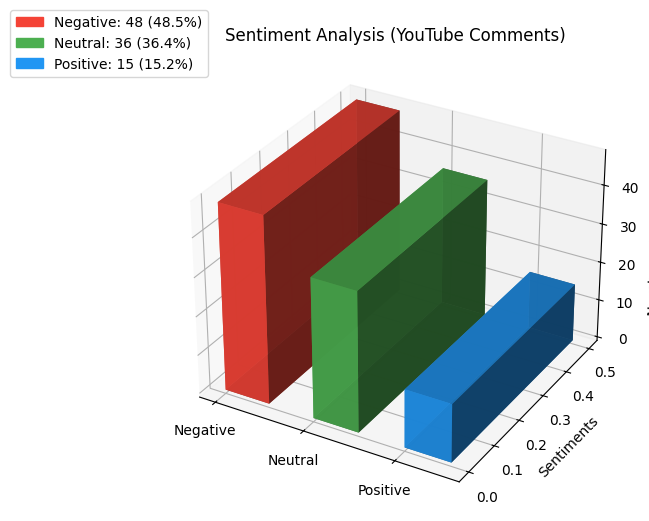 Negative: 48 (48.5%)
Neutral: 36 (36.4%)
Positive: 15 (15.2%)
Sentiment Analysis (YouTube Comments)
40
30
20
10
0
0.5
0.4
0.3
0.2
0.1
0.0
Sentiments
Negative
Neutral
Positive